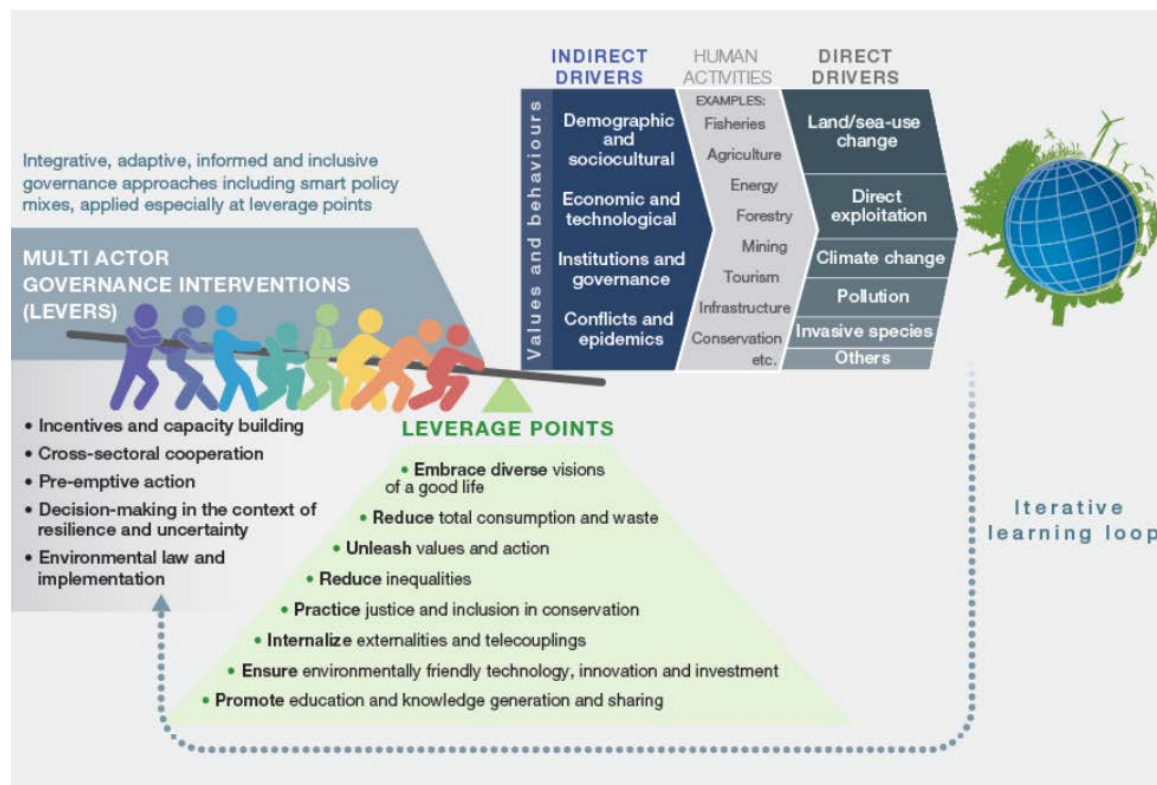 INDIRECT
DRIVERS
HUMAN
ACTIVITIES
DIRECT
DRIVERS
Values and behaviours
Demographic
and
sociocultural
Economic and
technological
Institutions and
governance
Conflicts and
epidemics
EXAMPLES:
Fisheries
Agriculture
Energy
Forestry
Mining
Tourism
Infrastructure
Conservation
etc.
Land/sea-use
change
Direct
exploitation
Climate change
Pollution
Invasive species
Others
Integrative, adaptive, informed and inclusive
governance approaches including smart policy
mixes, applied especially at leverage points
MULTI ACTOR
GOVERNANCE INTERVENTIONS
(LEVERS)
• Incentives and capacity building
• Cross-sectoral cooperation
• Pre-emptive action
• Decision-making in the context of
resilience and uncertainty
• Environmental law and
implementation
LEVERAGE POINTS
• Embrace diverse visions
of a good life
• Reduce total consumption and waste
• Unleash values and action
• Reduce inequalities
• Practice justice and inclusion in conservation
• Internalize externalities and telecouplings
• Ensure environmentally friendly technology, innovation and investment
• Promote education and knowledge generation and sharing
Iterative
learning loop